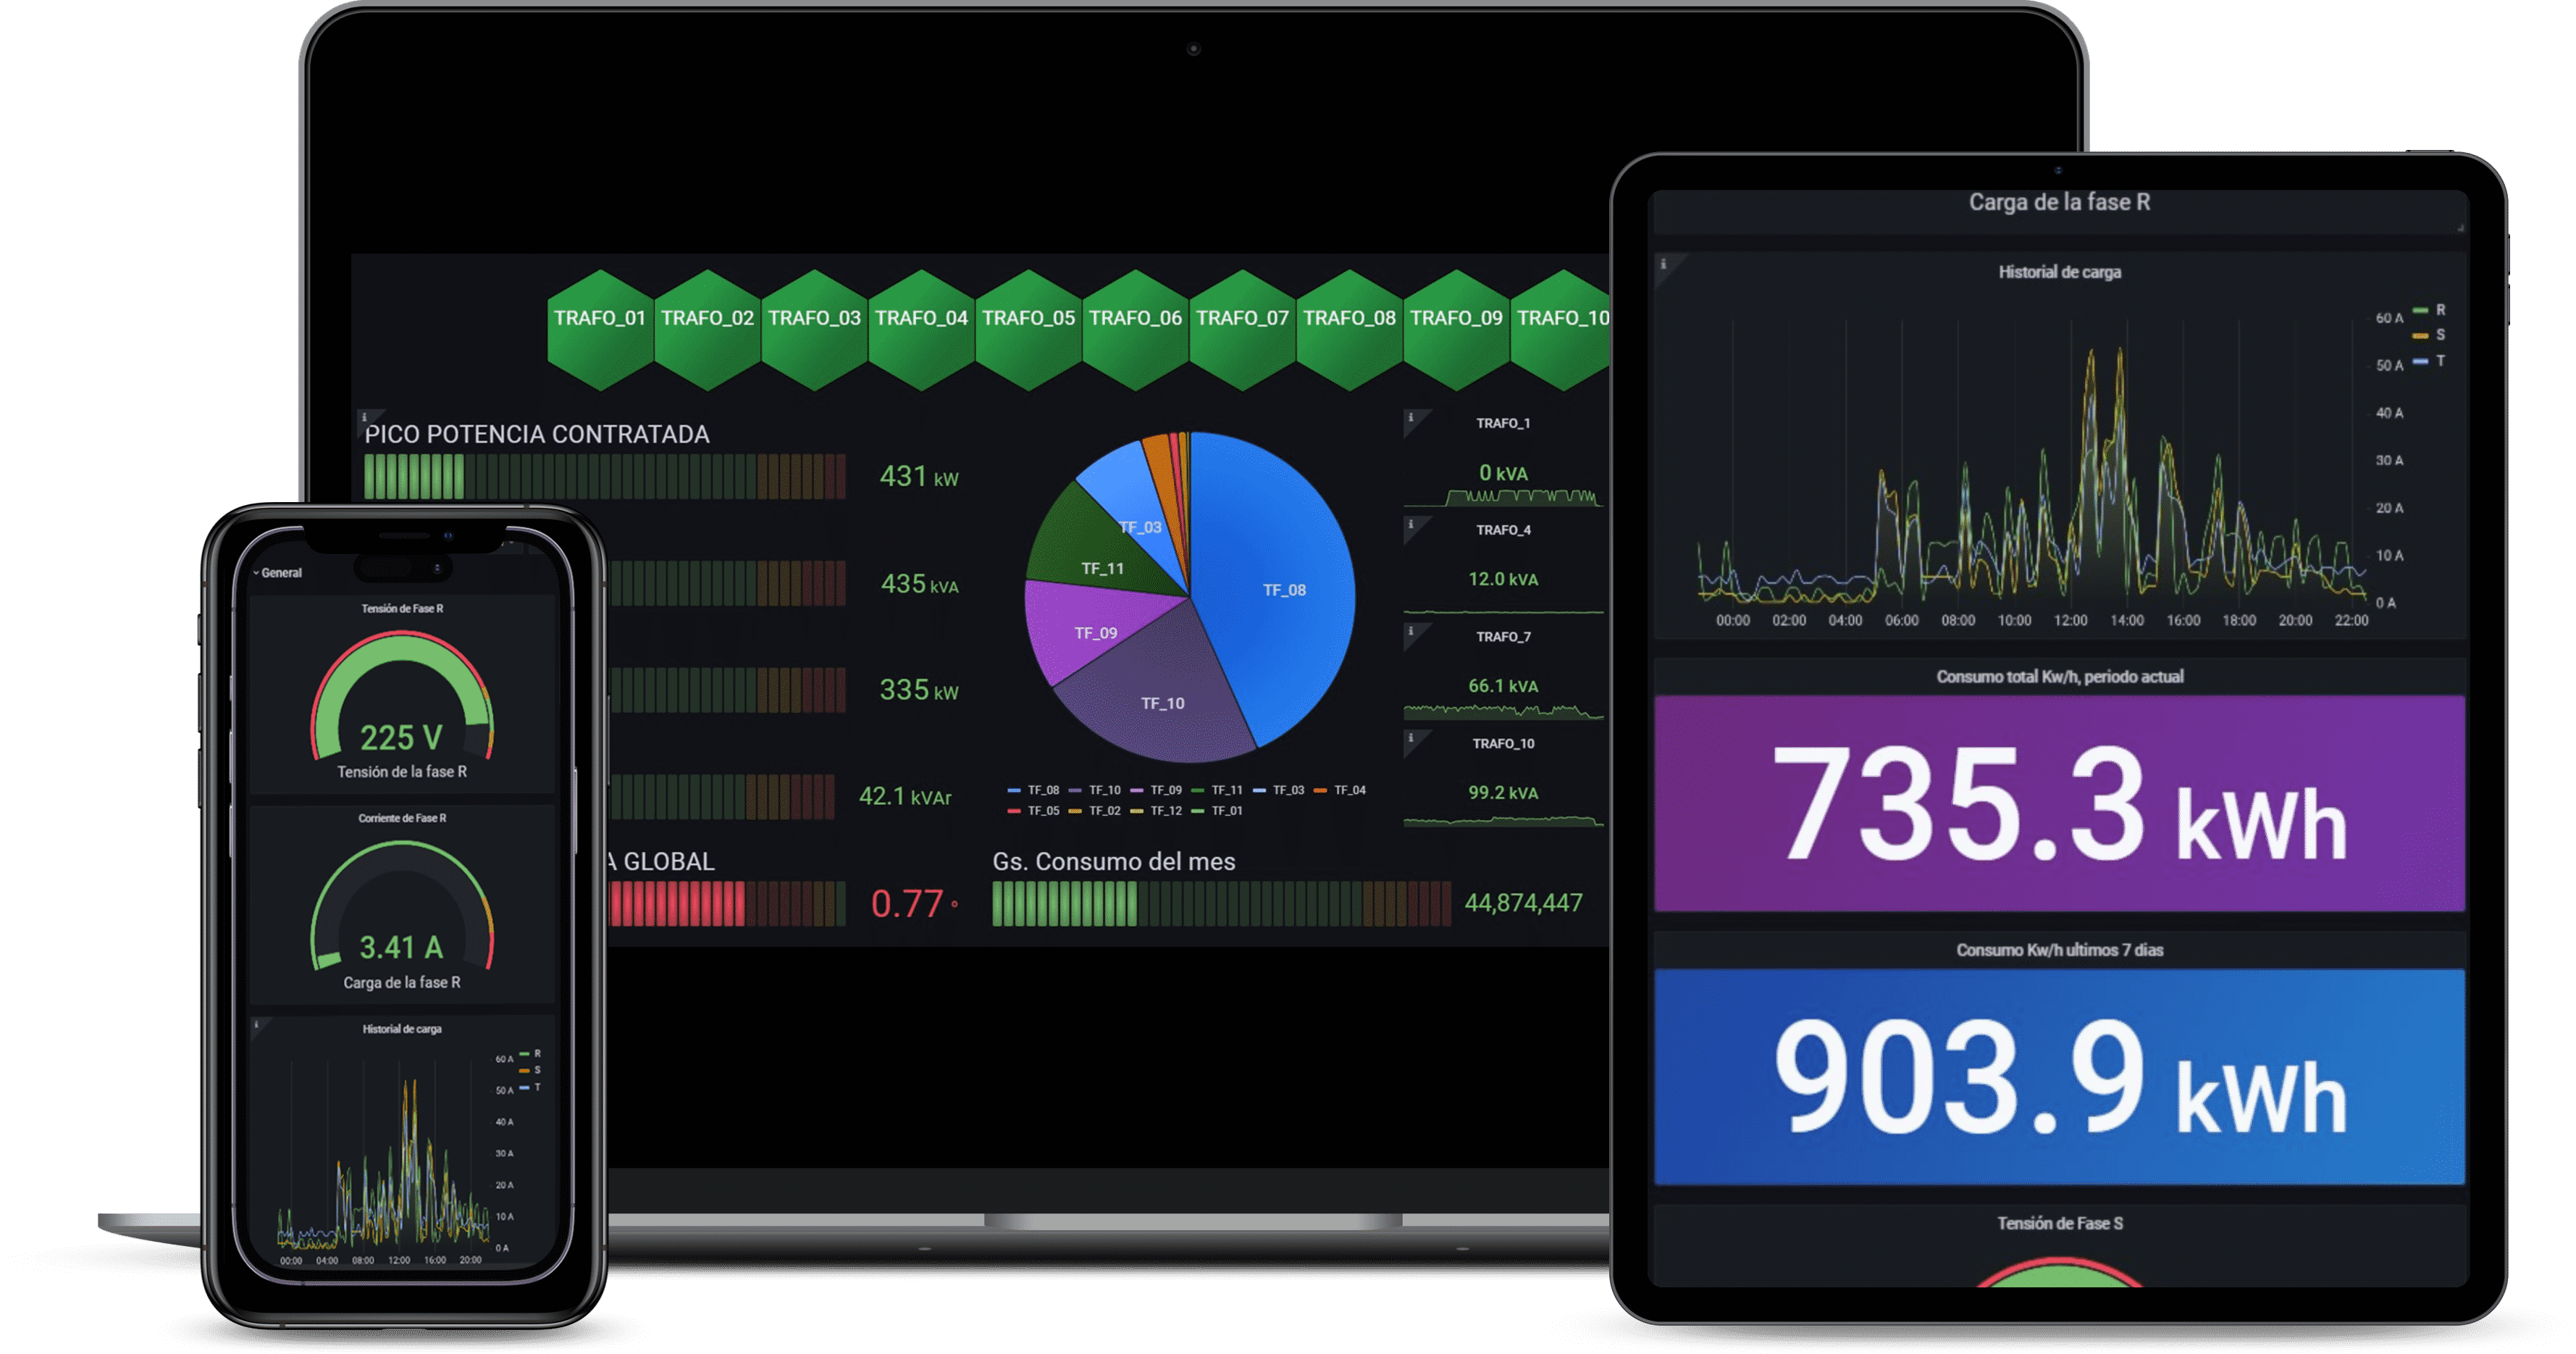 TRAFO_01 TRAFO_02 TRAFO_03 TRAFO_04 TRAFO_05 TRAFO_06 TRAFO_07 TRAFO_08 TRAFO_09 TRAFO_10
PICO POTENCIA CONTRATADA
431 kW
435 kVA
335 kW
42.1 kVAr
A GLOBAL
0.77 °
TF_08
TF_10
TF_09
TF_11
TF_03
TF_08 TF_10 TF_09 TF_11 TF_03 TF_04
TF_05 TF_02 TF_12 TF_01
Gs. Consumo del mes
44,874,447
TRAFO_1
0 kVA
TRAFO_4
12.0 kVA
TRAFO_7
66.1 kVA
TRAFO_10
99.2 kVA
General
Tensión de Fase R
225 V
Tensión de la fase R
Corriente de Fase R
3.41 A
Carga de la fase R
Historial de carga
R
S
T
60 A
50 A
40 A
30 A
20 A
10 A
0 A
00:00 04:00 08:00 12:00 16:00 20:00
Carga de la fase R
Historial de carga
R
S
T
60 A
50 A
40 A
30 A
20 A
10 A
0 A
00:00 02:00 04:00 06:00 08:00 10:00 12:00 14:00 16:00 18:00 20:00 22:00
Consumo total Kw/h, periodo actual
735.3 kWh
Consumo Kw/h ultimos 7 dias
903.9 kWh
Tensión de Fase S